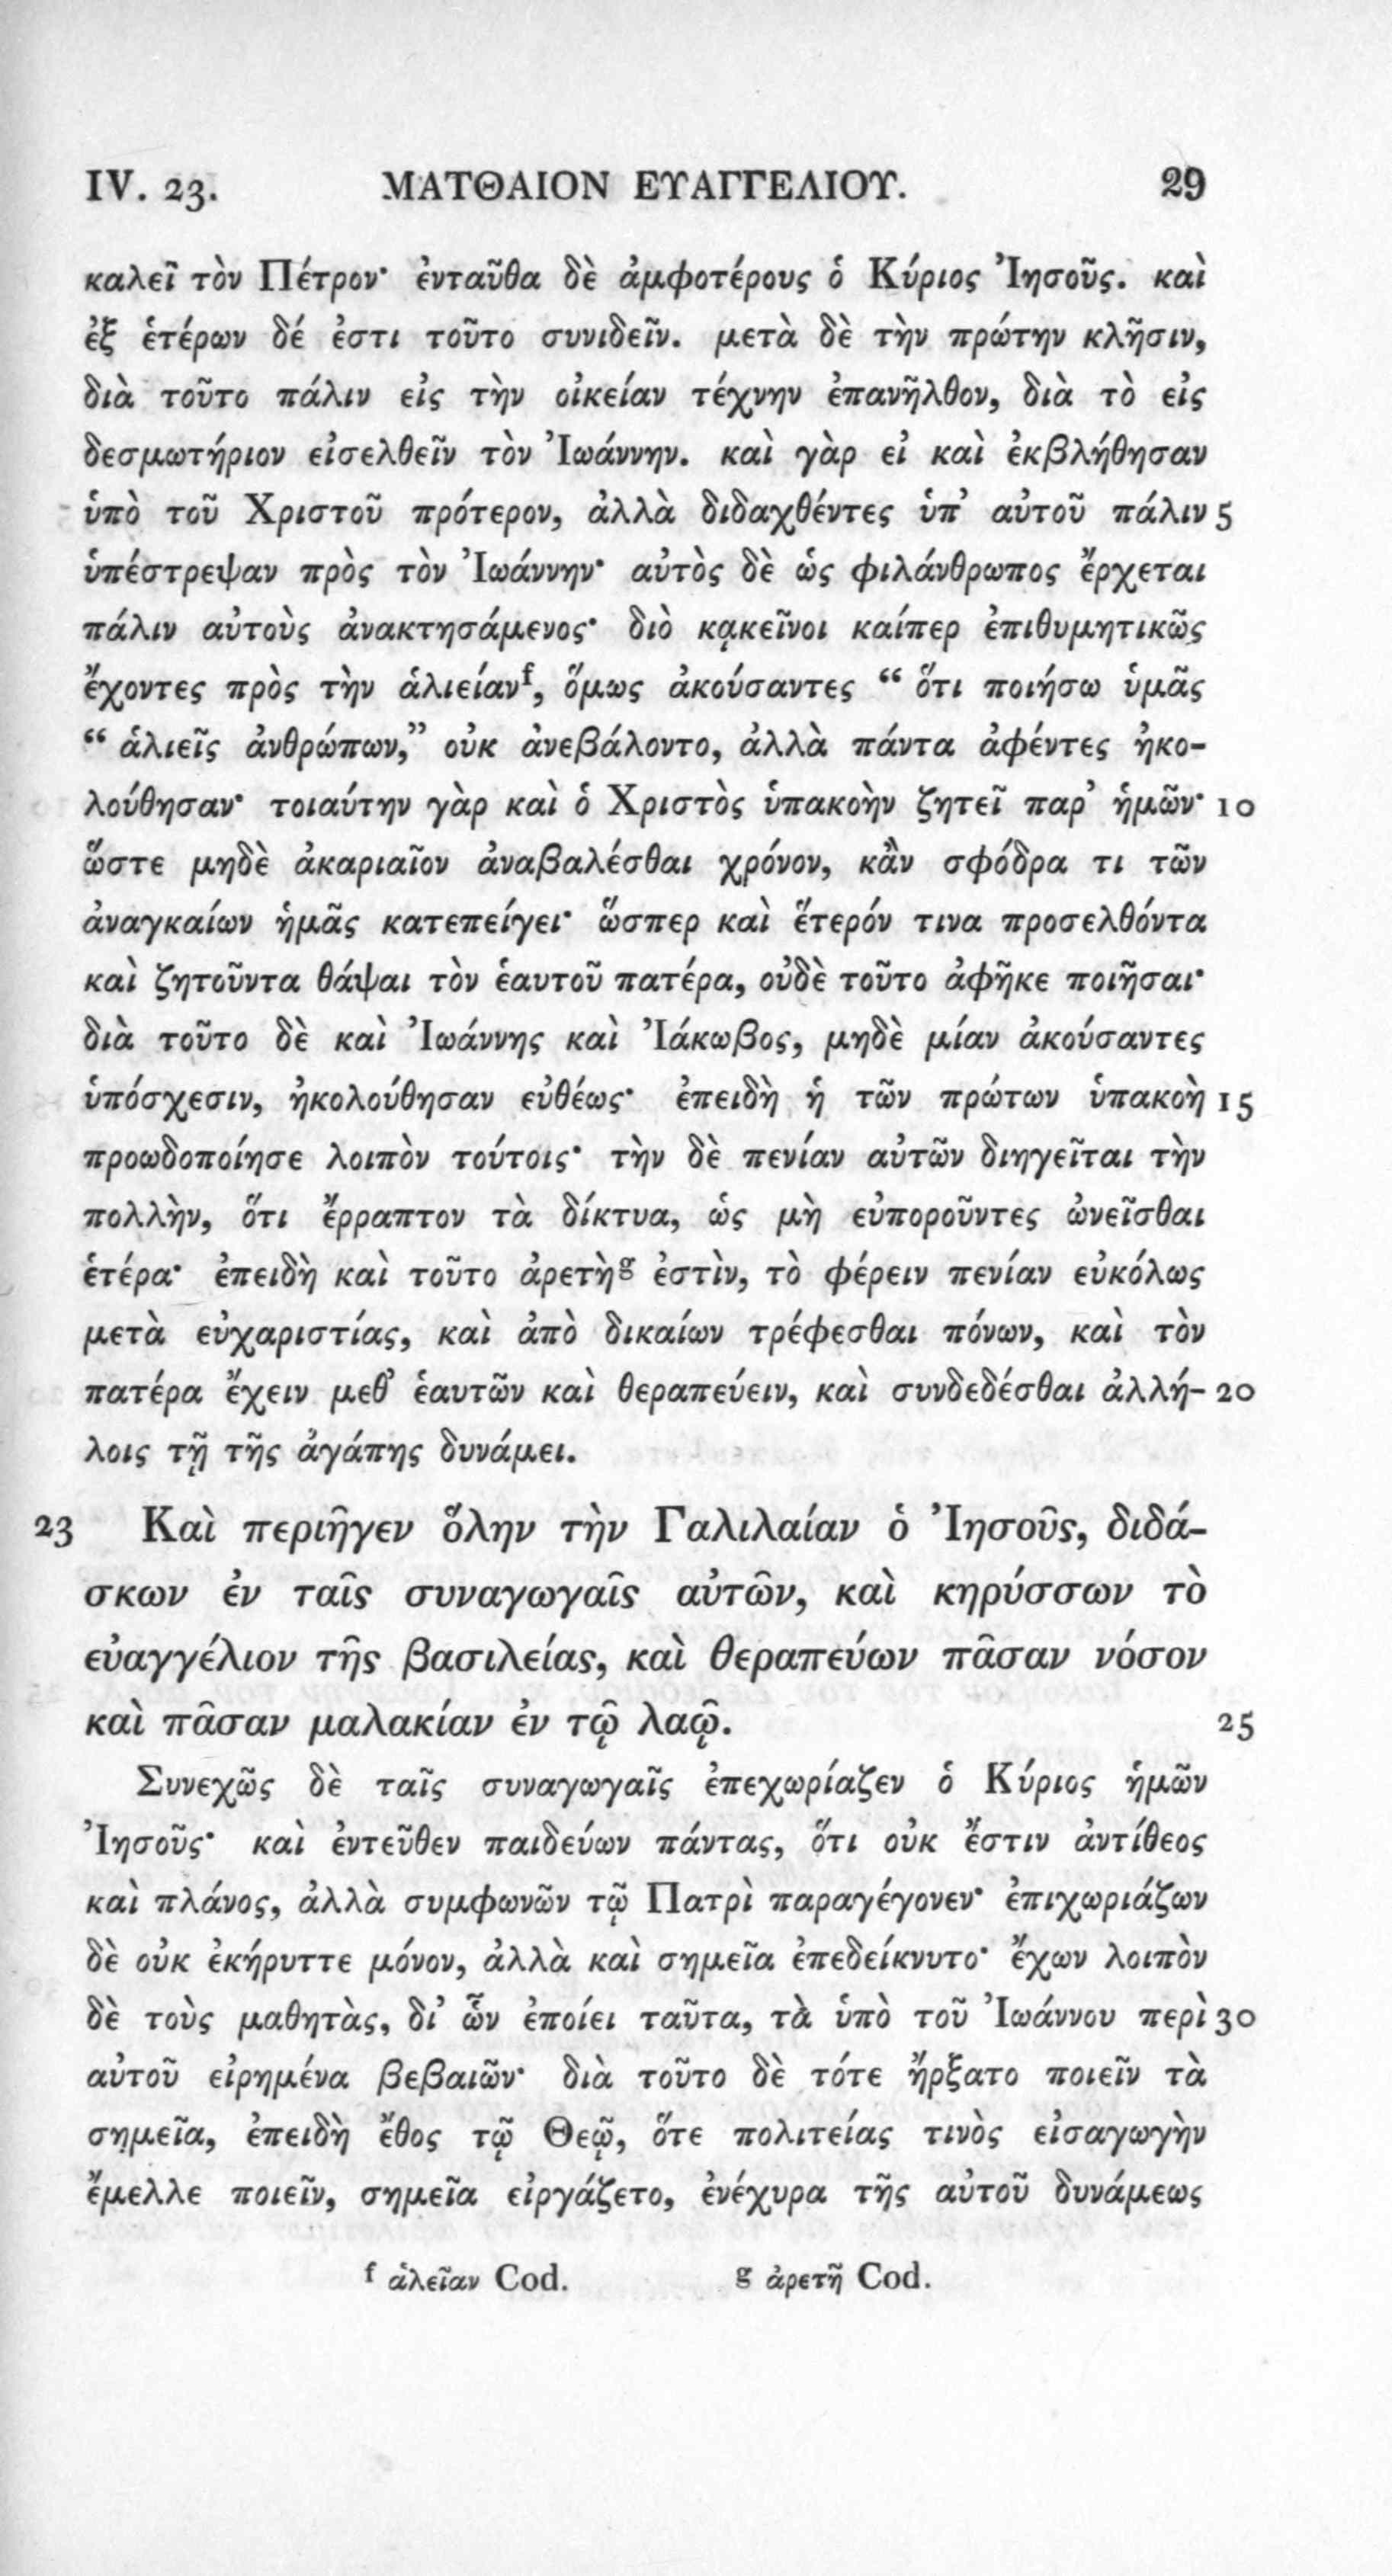 IV. 23. ΜΑΤΘΑΙΟΝ ΕΥΑΓΓΕΛΙΟΥ. 29
καλεῖ τὸν Πέτρον· ἐνταῦθα δὲ ἀμφοτέρους ὁ Κύριος Ἰησοῦς. καὶ
ἐξ ἑτέρων δέ ἐστι τοῦτο συνιδεῖν. μετὰ δὲ τὴν πρώτην κλῆσιν,
διὰ τοῦτο πάλιν εἰς τὴν οἰκείαν τέχνην ἐπανῆλθον, διὰ τὸ εἰς
δεσμωτήριον εἰσελθεῖν τὸν Ἰωάννην. καὶ γὰρ εἰ καὶ ἐκβλήθησαν
ὑπὸ τοῦ Χριστοῦ πρότερον, ἀλλὰ διδαχθέντες ὑπ' αὐτοῦ πάλιν 5
ὑπέστρεψαν πρὸς τὸν Ἰωάννην· αὐτὸς δὲ ὡς φιλάνθρωπος ἔρχεται
πάλιν αὐτοὺς ἀνακτησάμενος· διὸ κᾳκεῖνοι καίπερ ἐπιθυμητικῶς
ἔχοντες πρὸς τὴν ἁλιείανᶠ, ὅμως ἀκούσαντες “ ὅτι ποιήσω ὑμᾶς
“ ἁλιεῖς ἀνθρώπων,” οὐκ ἀνεβάλοντο, ἀλλὰ πάντα ἀφέντες ἠκο-
λούθησαν· τοιαύτην γὰρ καὶ ὁ Χριστὸς ὑπακοὴν ζητεῖ παρ' ἡμῶν· 10
ὥστε μηδὲ ἀκαριαῖον ἀναβαλέσθαι χρόνον, κἂν σφόδρα τι τῶν
ἀναγκαίων ἡμᾶς κατεπείγει· ὥσπερ καὶ ἕτερόν τινα προσελθόντα
καὶ ζητοῦντα θάψαι τὸν ἑαυτοῦ πατέρα, οὐδὲ τοῦτο ἀφῆκε ποιῆσαι·
διὰ τοῦτο δὲ καὶ Ἰωάννης καὶ Ἰάκωβος, μηδὲ μίαν ἀκούσαντες
ὑπόσχεσιν, ἠκολούθησαν εὐθέως· ἐπειδὴ ἡ τῶν πρώτων ὑπακοὴ 15
προωδοποίησε λοιπὸν τούτοις· τὴν δὲ πενίαν αὐτῶν διηγεῖται τὴν
πολλὴν, ὅτι ἔρραπτον τὰ δίκτυα, ὡς μὴ εὐποροῦντες ὠνεῖσθαι
ἑτέρα· ἐπειδὴ καὶ τοῦτο ἀρετὴᵍ ἐστὶν, τὸ φέρειν πενίαν εὐκόλως
μετὰ εὐχαριστίας, καὶ ἀπὸ δικαίων τρέφεσθαι πόνων, καὶ τὸν
πατέρα ἔχειν μεθ' ἑαυτῶν καὶ θεραπεύειν, καὶ συνδεδέσθαι ἀλλή- 20
λοις τῇ τῆς ἀγάπης δυνάμει.
23 Καὶ περιῆγεν ὅλην τὴν Γαλιλαίαν ὁ Ἰησοῦς, διδά-
σκων ἐν ταῖς συναγωγαῖς αὐτῶν, καὶ κηρύσσων τὸ
εὐαγγέλιον τῆς βασιλείας, καὶ θεραπεύων πᾶσαν νόσον
καὶ πᾶσαν μαλακίαν ἐν τῷ λαῷ. 25
Συνεχῶς δὲ ταῖς συναγωγαῖς ἐπεχωρίαζεν ὁ Κύριος ἡμῶν
Ἰησοῦς· καὶ ἐντεῦθεν παιδεύων πάντας, ὅτι οὐκ ἔστιν ἀντίθεος
καὶ πλάνος, ἀλλὰ συμφωνῶν τῷ Πατρὶ παραγέγονεν· ἐπιχωριάζων
δὲ οὐκ ἐκήρυττε μόνον, ἀλλὰ καὶ σημεῖα ἐπεδείκνυτο· ἔχων λοιπὸν
δὲ τοὺς μαθητὰς, δι' ὧν ἐποίει ταῦτα, τὰ ὑπὸ τοῦ Ἰωάννου περὶ 30
αὐτοῦ εἰρημένα βεβαιῶν· διὰ τοῦτο δὲ τότε ἤρξατο ποιεῖν τὰ
σημεῖα, ἐπειδὴ ἔθος τῷ Θεῷ, ὅτε πολιτείας τινὸς εἰσαγωγὴν
ἔμελλε ποιεῖν, σημεῖα εἰργάζετο, ἐνέχυρα τῆς αὐτοῦ δυνάμεως
ᶠ ἁλεῖαν Cod. ᵍ ἀρετῆ Cod.